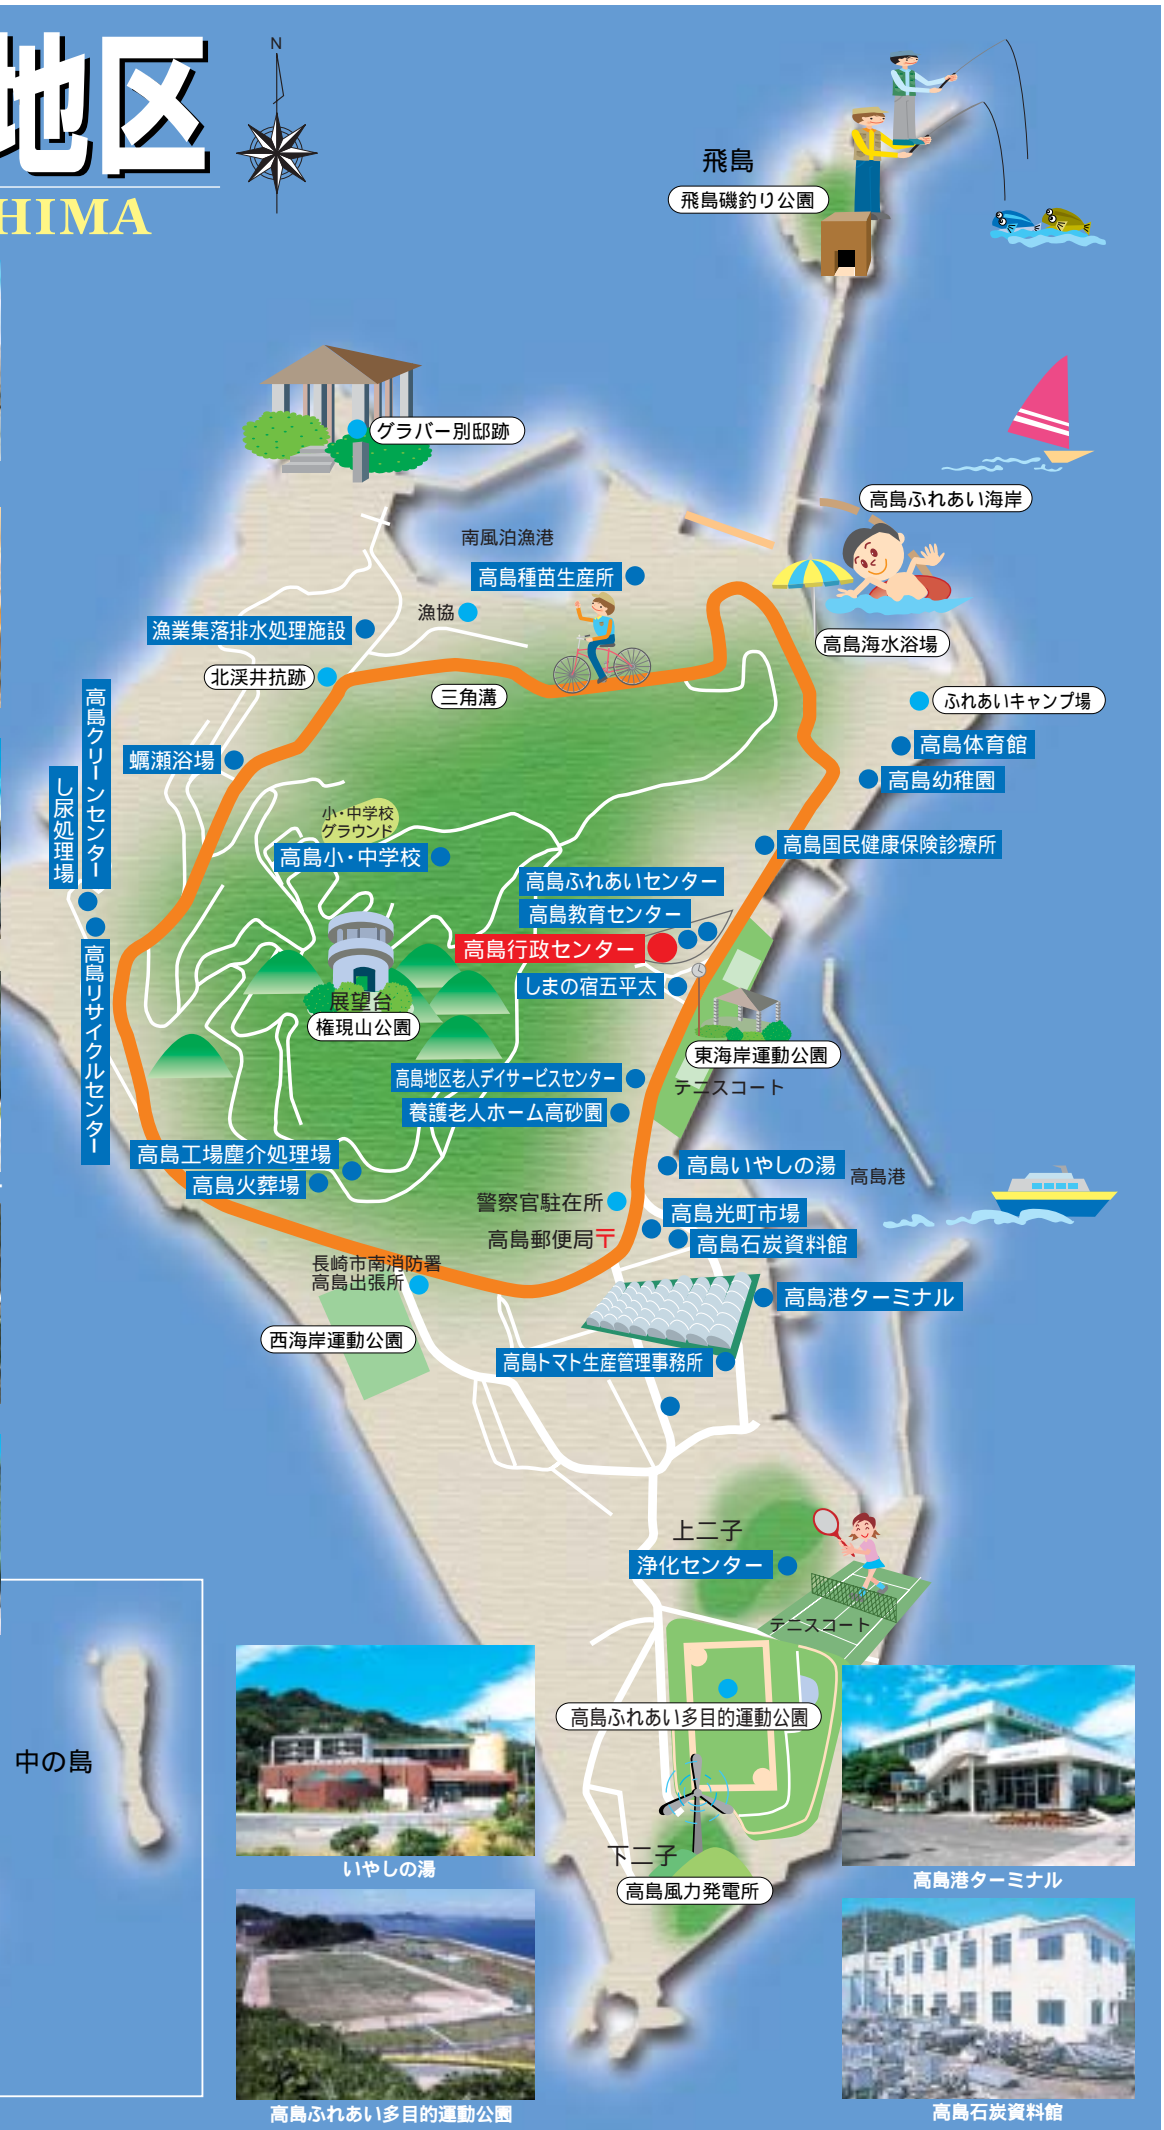 地区
HIMA
N
飛島
飛島磯釣り公園
グラバー別邸跡
高島ふれあい海岸
南風泊漁港
高島種苗生産所
漁協
漁業集落排水処理施設
高島海水浴場
北渓井抗跡
三角溝
ふれあいキャンプ場
高島クリーンセンター
し尿処理場
蠣瀬浴場
高島体育館
高島幼稚園
小・中学校
グラウンド
高島小・中学校
高島国民健康保険診療所
高島ふれあいセンター
高島教育センター
高島行政センター
しまの宿五平太
高島リサイクルセンター
展望台
権現山公園
東海岸運動公園
テニスコート
高島地区老人デイサービスセンター
養護老人ホーム高砂園
高島工場塵介処理場
高島火葬場
高島いやしの湯
高島港
警察官駐在所
高島光町市場
高島郵便局〒
高島石炭資料館
長崎市南消防署
高島出張所
高島港ターミナル
西海岸運動公園
高島トマト生産管理事務所
上二子
浄化センター
テニスコート
高島ふれあい多目的運動公園
中の島
下二子
高島風力発電所
いやしの湯
高島港ターミナル
高島ふれあい多目的運動公園
高島石炭資料館